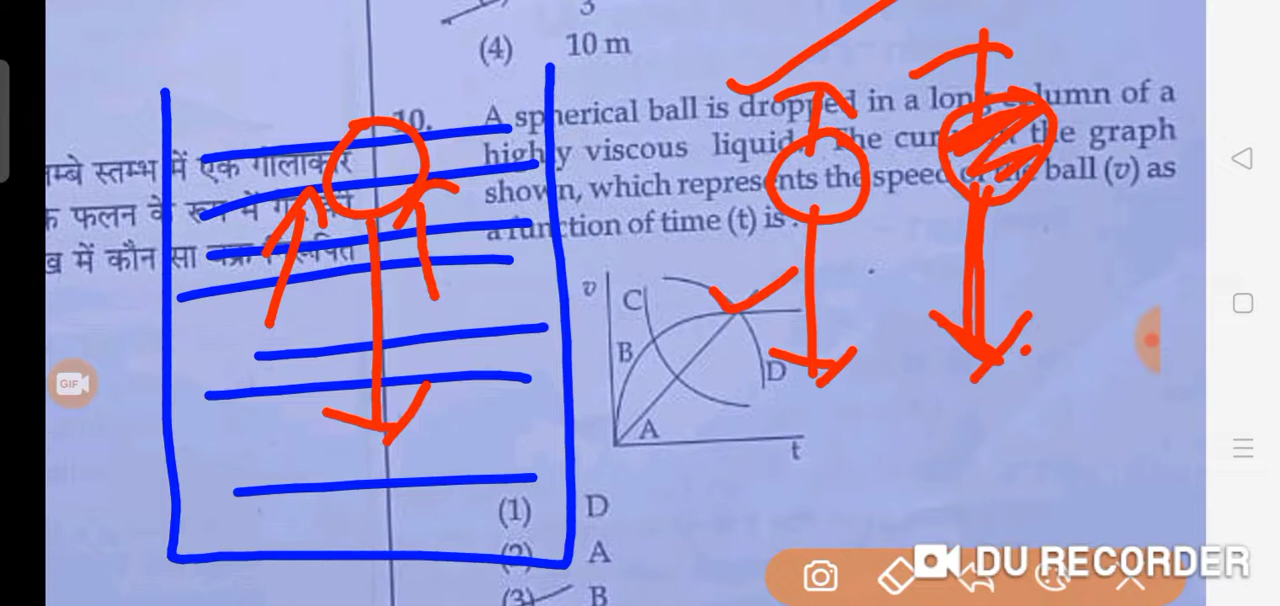 3
(4) 10 m
10. A spherical ball is dropped in a long column of a
highly viscous liquid. The curve in the graph
shown, which represents the speed of the ball (v) as
a function of time (t) is :
म्बे स्तम्भ में एक गोलाकार
फलन के रूप में
में कौन सा वक्र निरूपित
v
C
B
D
A
t
(1) D
(2) A
(3) B
GIF
DU RECORDER